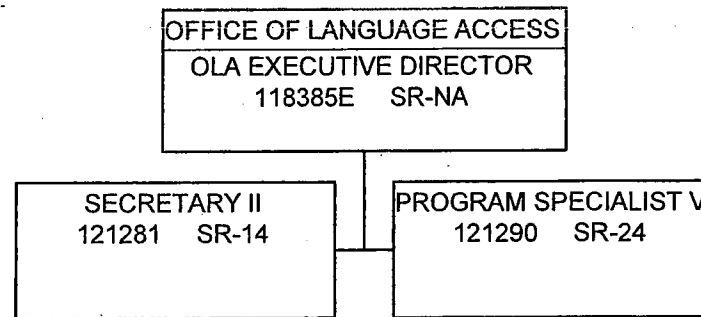 OFFICE OF LANGUAGE ACCESS
OLA EXECUTIVE DIRECTOR
118385E SR-NA
SECRETARY II
121281 SR-14
PROGRAM SPECIALIST V
121290 SR-24